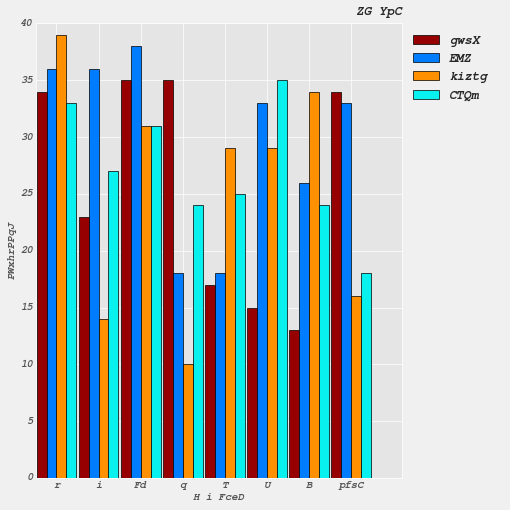 ZG YpC
gwsX
EMZ
kiztg
CTQm
PWxhrPPqJ
40
35
30
25
20
15
10
5
0
r i Fd q T U B pfsC
H i FceD